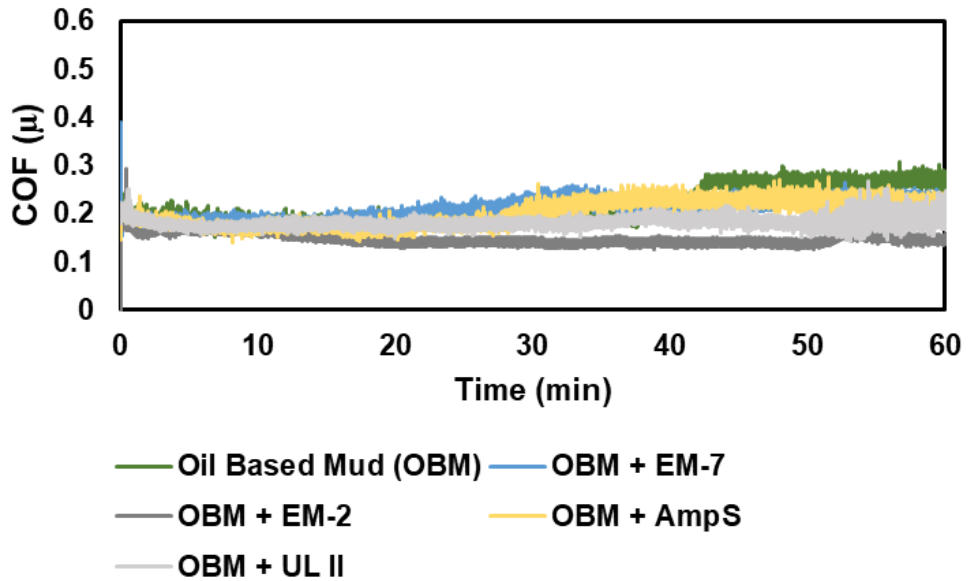 0.6
0.5
0.4
0.3
0.2
0.1
0
COF (μ)
0 10 20 30 40 50 60
Time (min)
Oil Based Mud (OBM) OBM + EM-7
OBM + EM-2 OBM + AmpS
OBM + UL II